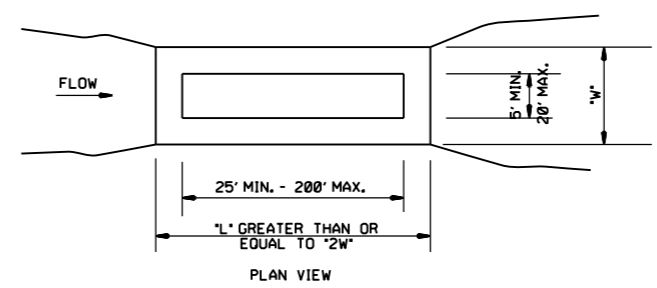 FLOW
5' MIN.
20' MAX.
"W"
25' MIN. - 200' MAX.
"L" GREATER THAN OR
EQUAL TO "2W"
PLAN VIEW